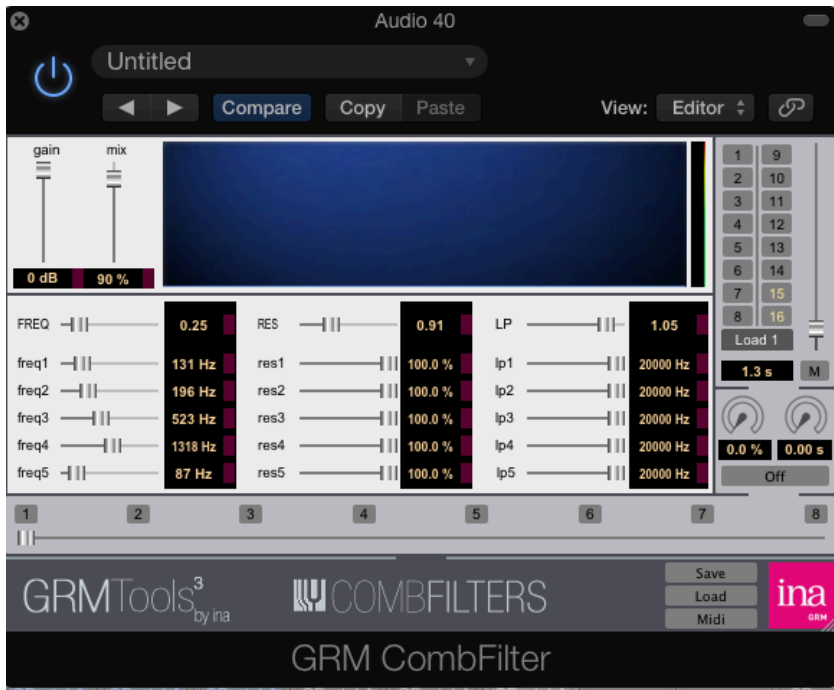 Audio 40
Untitled
Compare Copy Paste View: Editor
gain mix
0 dB 90 %
1 9
2 10
3 11
4 12
5 13
6 14
7 15
8 16
Load 1
1.3 s M
FREQ 0.25 RES 0.91 LP 1.05
freq1 131 Hz res1 100.0 % lp1 20000 Hz
freq2 196 Hz res2 100.0 % lp2 20000 Hz
freq3 523 Hz res3 100.0 % lp3 20000 Hz
freq4 1318 Hz res4 100.0 % lp4 20000 Hz
freq5 87 Hz res5 100.0 % lp5 20000 Hz
0.0 % 0.00 s
Off
1 2 3 4 5 6 7 8
GRMTools3 by ina COMBFILTERS
Save
Load
Midi
ina
GRM
GRM CombFilter